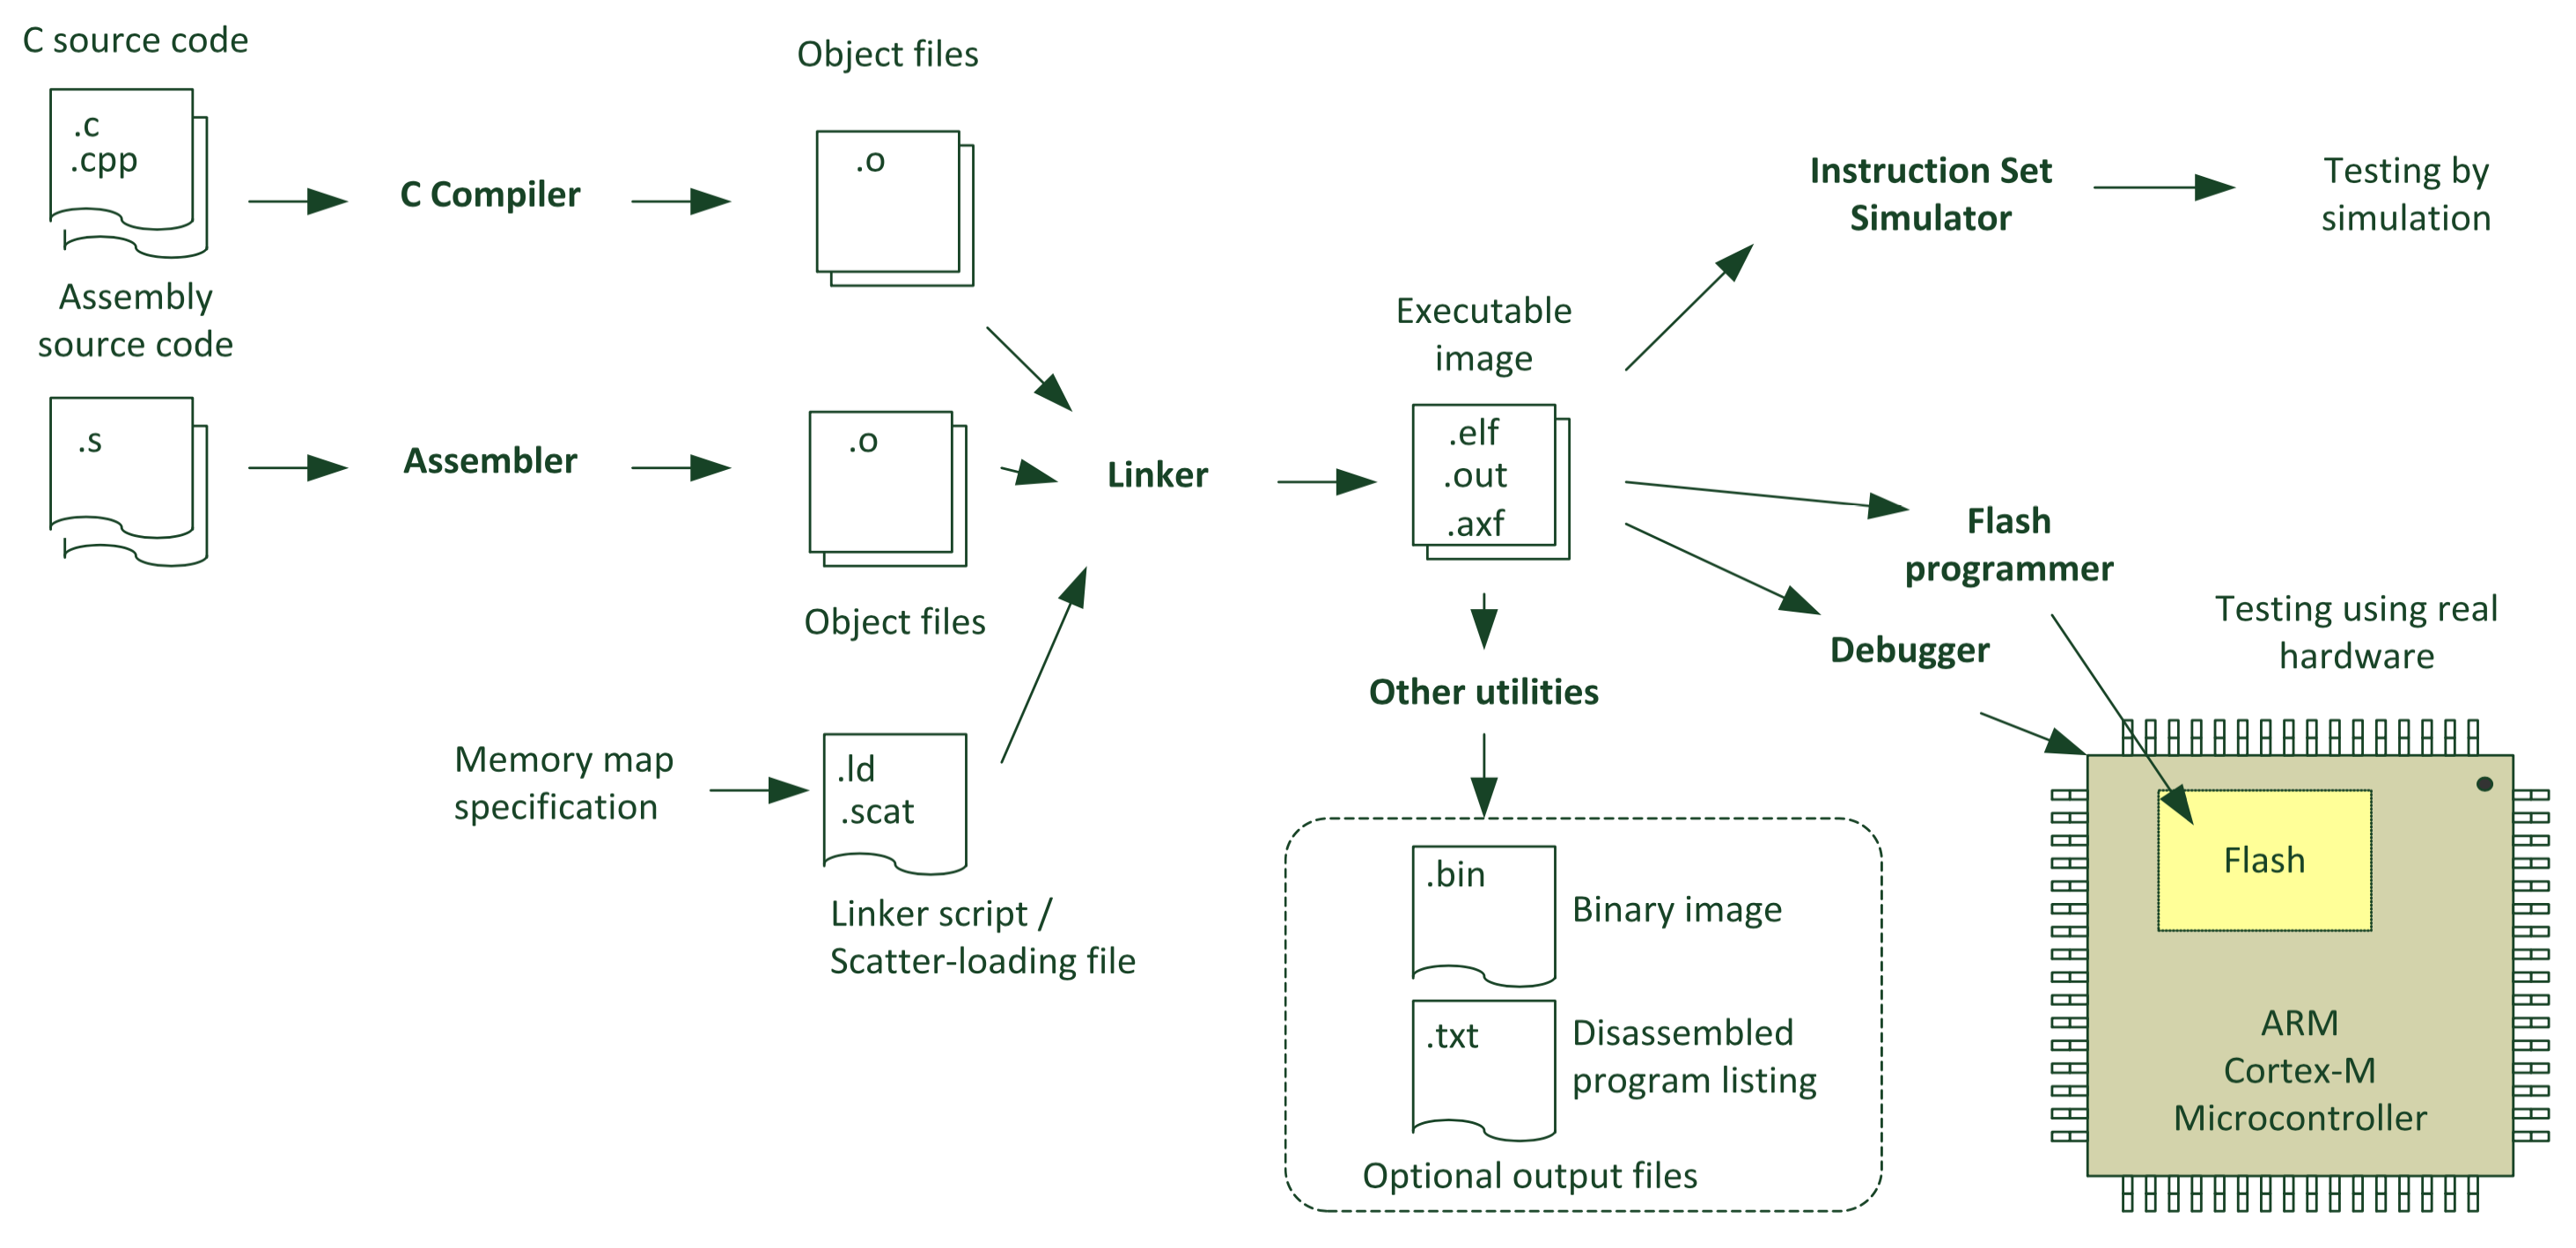 C source code
.c
.cpp
C Compiler
Object files
.o
Assembly
source code
.s
Assembler
.o
Object files
Memory map
specification
.ld
.scat
Linker script /
Scatter-loading file
Linker
Executable
image
.elf
.out
.axf
Instruction Set
Simulator
Testing by
simulation
Flash
programmer
Debugger
Testing using real
hardware
Other utilities
.bin
Binary image
.txt
Disassembled
program listing
Optional output files
Flash
ARM
Cortex-M
Microcontroller